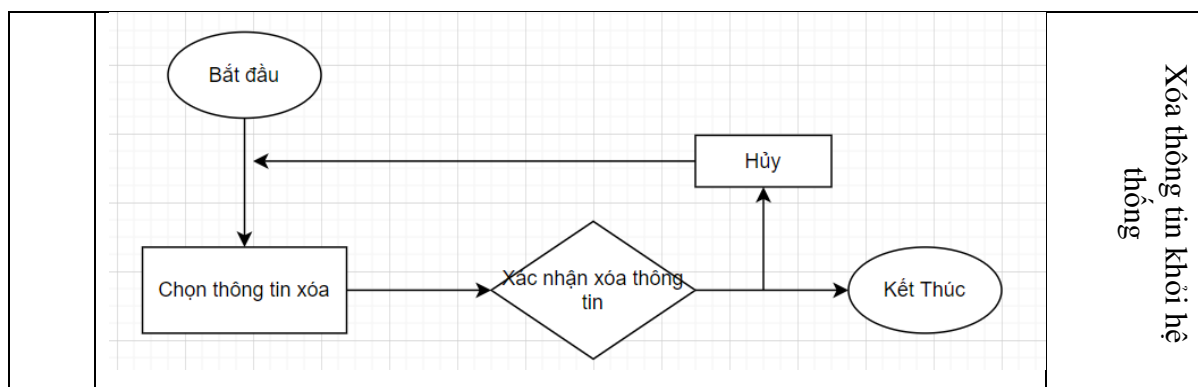 Bắt đầu
Hủy
Chọn thông tin xóa
Xác nhận xóa thông
tin
Kết Thúc
Xóa thông tin khỏi hệ
thống